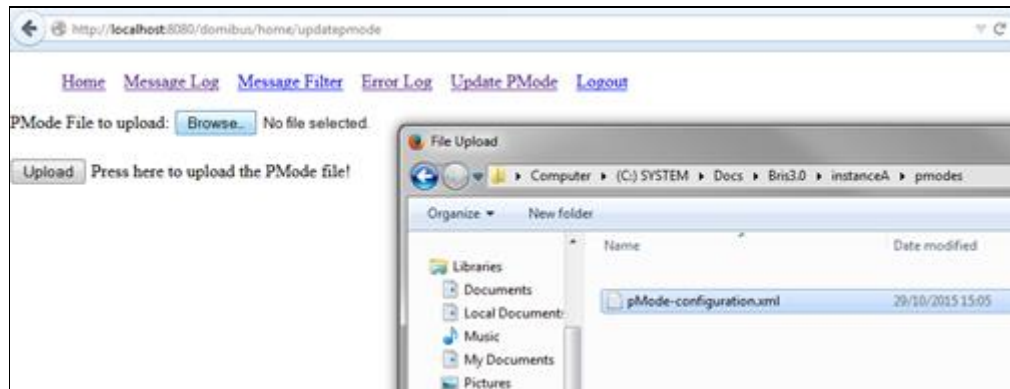 http://localhost:8080/domibus/home/updatepmode
Home Message Log Message Filter Error Log Update PMode Logout
PMode File to upload: Browse.. No file selected.
Upload Press here to upload the PMode file!
File Upload
Computer (C:) SYSTEM Docs Bris3.0 instanceA pmodes
Organize New folder
Name Date modified
Libraries
Documents
Local Documents
Music
My Documents
Pictures
pMode-configuration.xml 29/10/2015 15:05